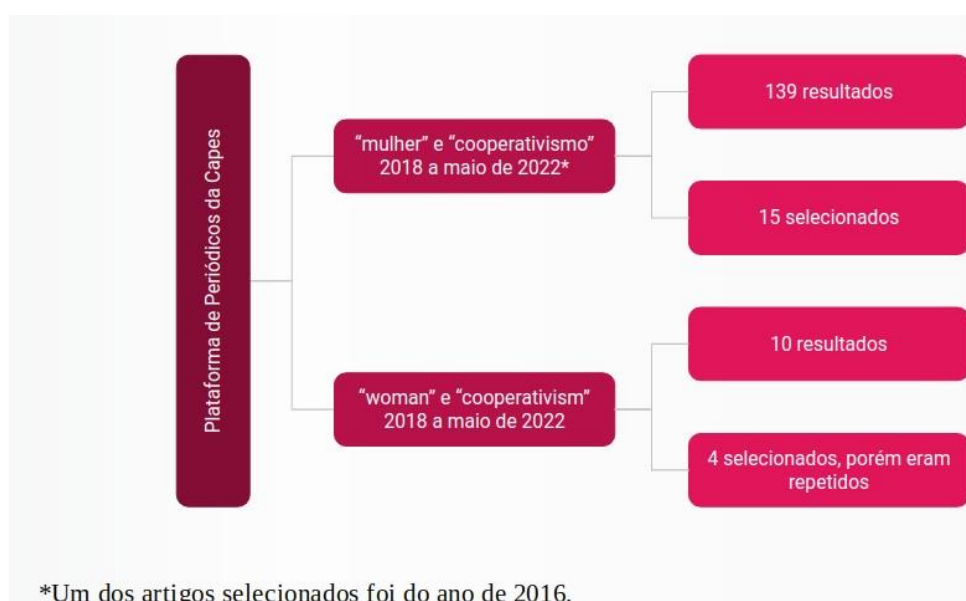 Plataforma de Periódicos da Capes
“mulher” e “cooperativismo”
2018 a maio de 2022*
139 resultados
15 selecionados
“woman” e “cooperativism”
2018 a maio de 2022
10 resultados
4 selecionados, porém eram
repetidos
*Um dos artigos selecionados foi do ano de 2016.